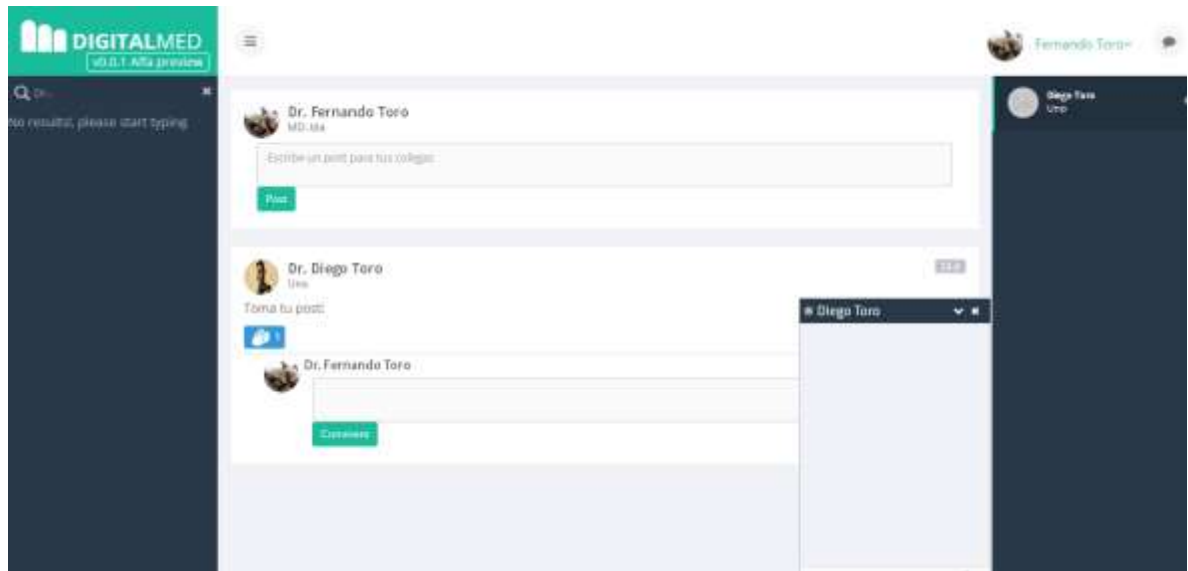 DIGITALMED
v0.0.1 Alfa preview
Fernando Toro
Dr...
No results!, please start typing
Dr. Fernando Toro
Escribe un post para tus colegas
Post
Dr. Diego Toro
Uno
Toma tu post!
1
Dr. Fernando Toro
Comment
Diego Toro
Diego Toro
Uno